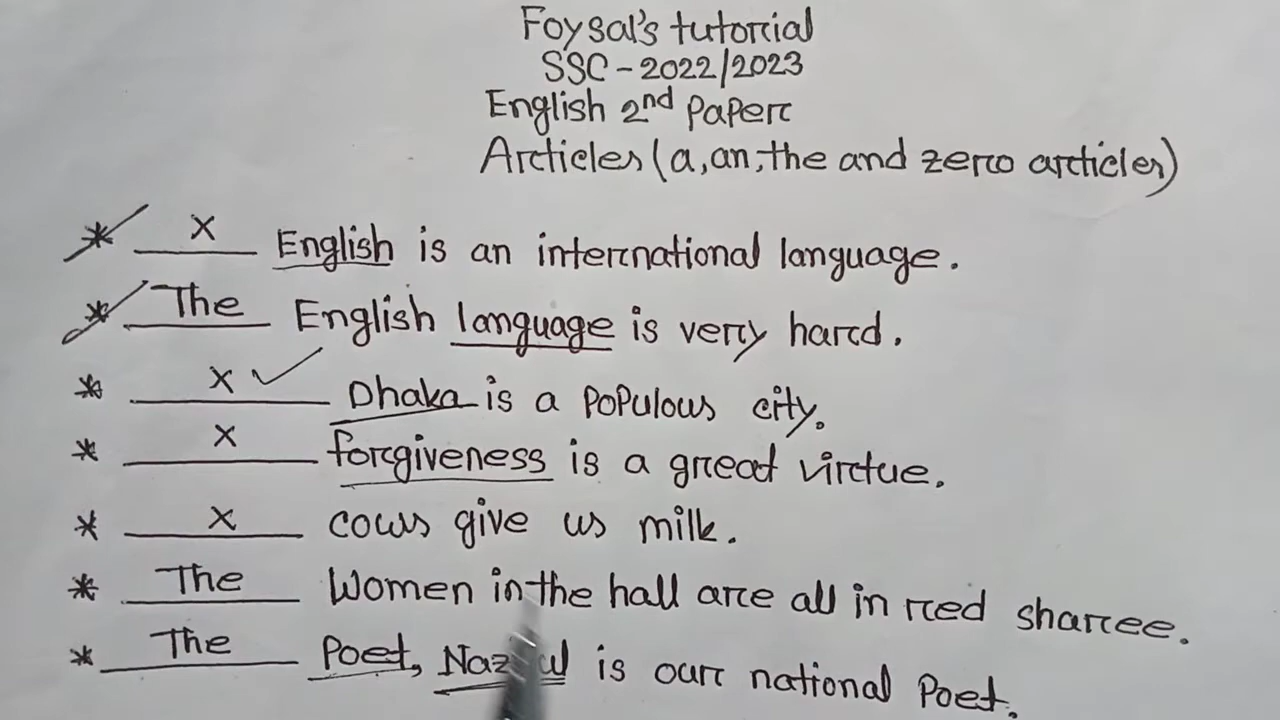 Foysal's tutorial
SSC - 2022/2023
English 2nd Paper
Articles (a, an, the and zero articles)
* x English is an international language.
* The English language is very hard.
* x ✓ Dhaka is a populous city.
* x forgiveness is a great virtue.
* x cows give us milk.
* The Women in the hall are all in red sharee.
* The Poet, is our national Poet.